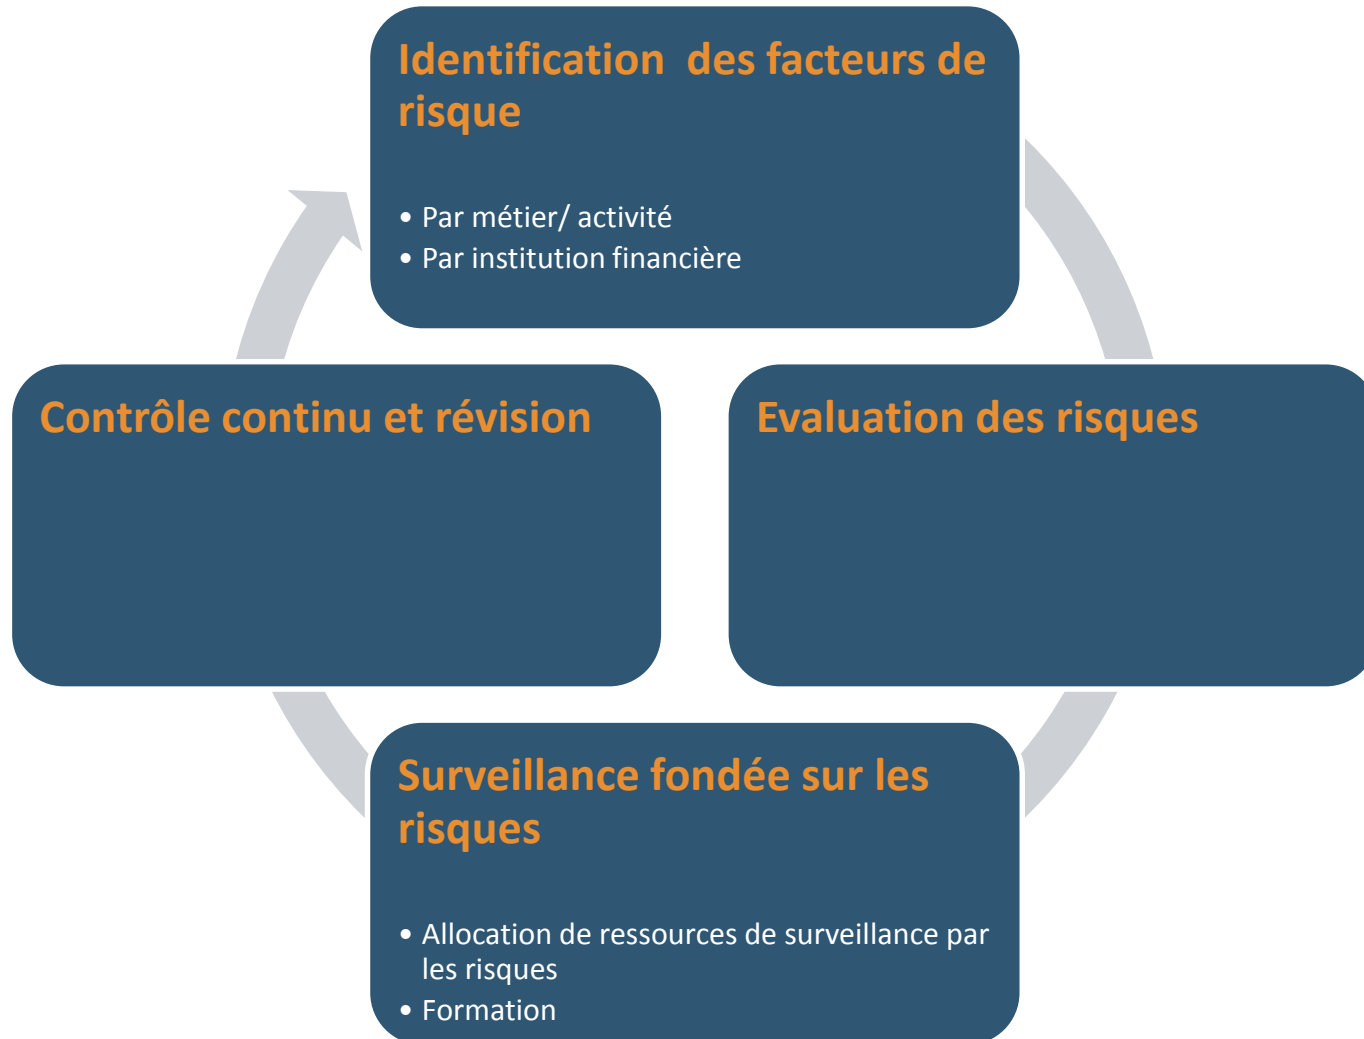 Identification  des facteurs de
risque
• Par métier/ activité
• Par institution financière
Contrôle continu et révision
Evaluation des risques
Surveillance fondée sur les
risques
• Allocation de ressources de surveillance par
les risques
• Formation